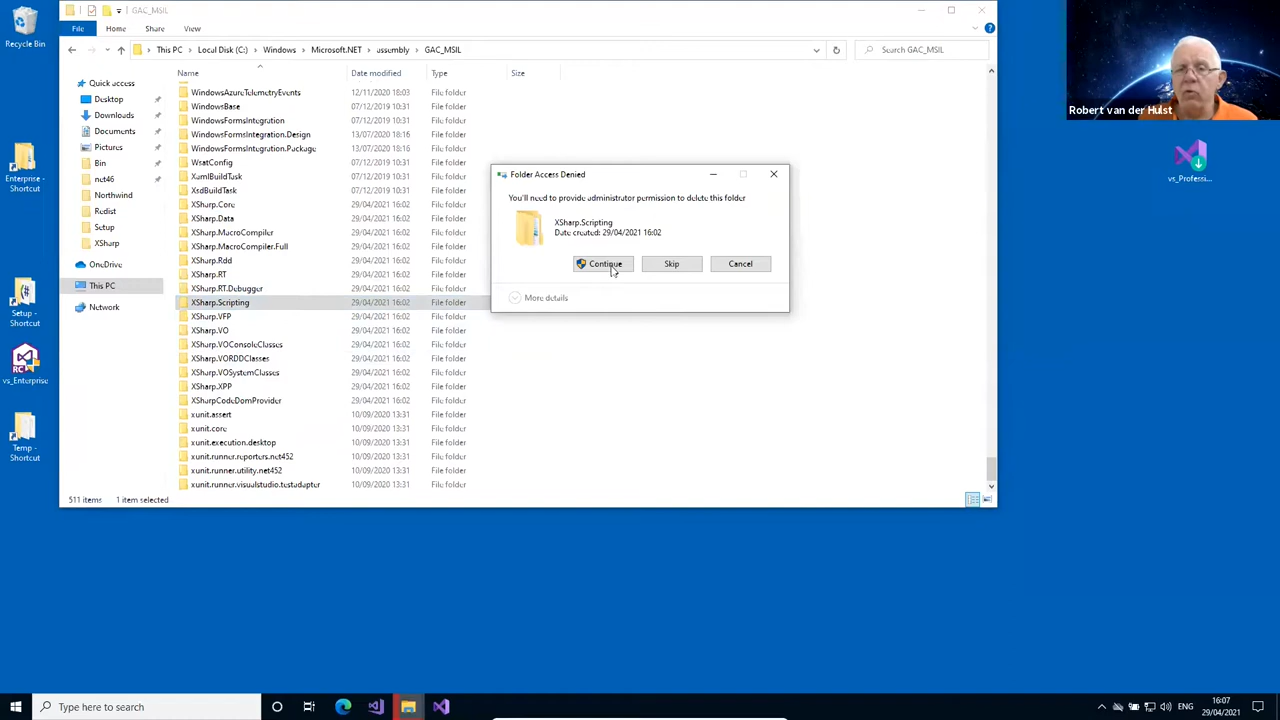 Recycle Bin
Enterprise - Shortcut
Setup - Shortcut
vs_Enterprise
Temp - Shortcut
GAC_MSIL
File Home Share View
This PC Local Disk (C:) Windows Microsoft.NET assembly GAC_MSIL
Search GAC_MSIL
Quick access
Desktop
Downloads
Documents
Pictures
Bin
net46
Northwind
Redist
Setup
XSharp
OneDrive
This PC
Network
Name Date modified Type Size
WindowsAzureTelemetryEvents 12/11/2020 18:03 File folder
WindowsBase 07/12/2019 10:31 File folder
WindowsFormsIntegration 07/12/2019 10:31 File folder
WindowsFormsIntegration.Design 13/07/2020 18:16 File folder
WindowsFormsIntegration.Package 13/07/2020 18:16 File folder
WsatConfig 07/12/2019 10:31 File folder
XamlBuildTask 07/12/2019 10:31 File folder
XsdBuildTask 07/12/2019 10:31 File folder
XSharp.Core 29/04/2021 16:02 File folder
XSharp.Data 29/04/2021 16:02 File folder
XSharp.MacroCompiler 29/04/2021 16:02 File folder
XSharp.MacroCompiler.Full 29/04/2021 16:02 File folder
XSharp.Rdd 29/04/2021 16:02 File folder
XSharp.RT 29/04/2021 16:02 File folder
XSharp.RT.Debugger 29/04/2021 16:02 File folder
XSharp.Scripting 29/04/2021 16:02 File folder
XSharp.VFP 29/04/2021 16:02 File folder
XSharp.VO 29/04/2021 16:02 File folder
XSharp.VOConsoleClasses 29/04/2021 16:02 File folder
XSharp.VORDDClasses 29/04/2021 16:02 File folder
XSharp.VOSystemClasses 29/04/2021 16:02 File folder
XSharp.XPP 29/04/2021 16:02 File folder
XSharpCodeDomProvider 29/04/2021 16:02 File folder
xunit.assert 10/09/2020 13:31 File folder
xunit.core 10/09/2020 13:31 File folder
xunit.execution.desktop 10/09/2020 13:31 File folder
xunit.runner.reporters.net452 10/09/2020 13:31 File folder
xunit.runner.utility.net452 10/09/2020 13:31 File folder
xunit.runner.visualstudio.testadapter 10/09/2020 13:31 File folder
511 items 1 item selected
Folder Access Denied
You'll need to provide administrator permission to delete this folder
XSharp.Scripting
Date created: 29/04/2021 16:02
Continue Skip Cancel
More details
Robert van der Hulst
vs_Professi...
Type here to search
ENG
16:07
29/04/2021